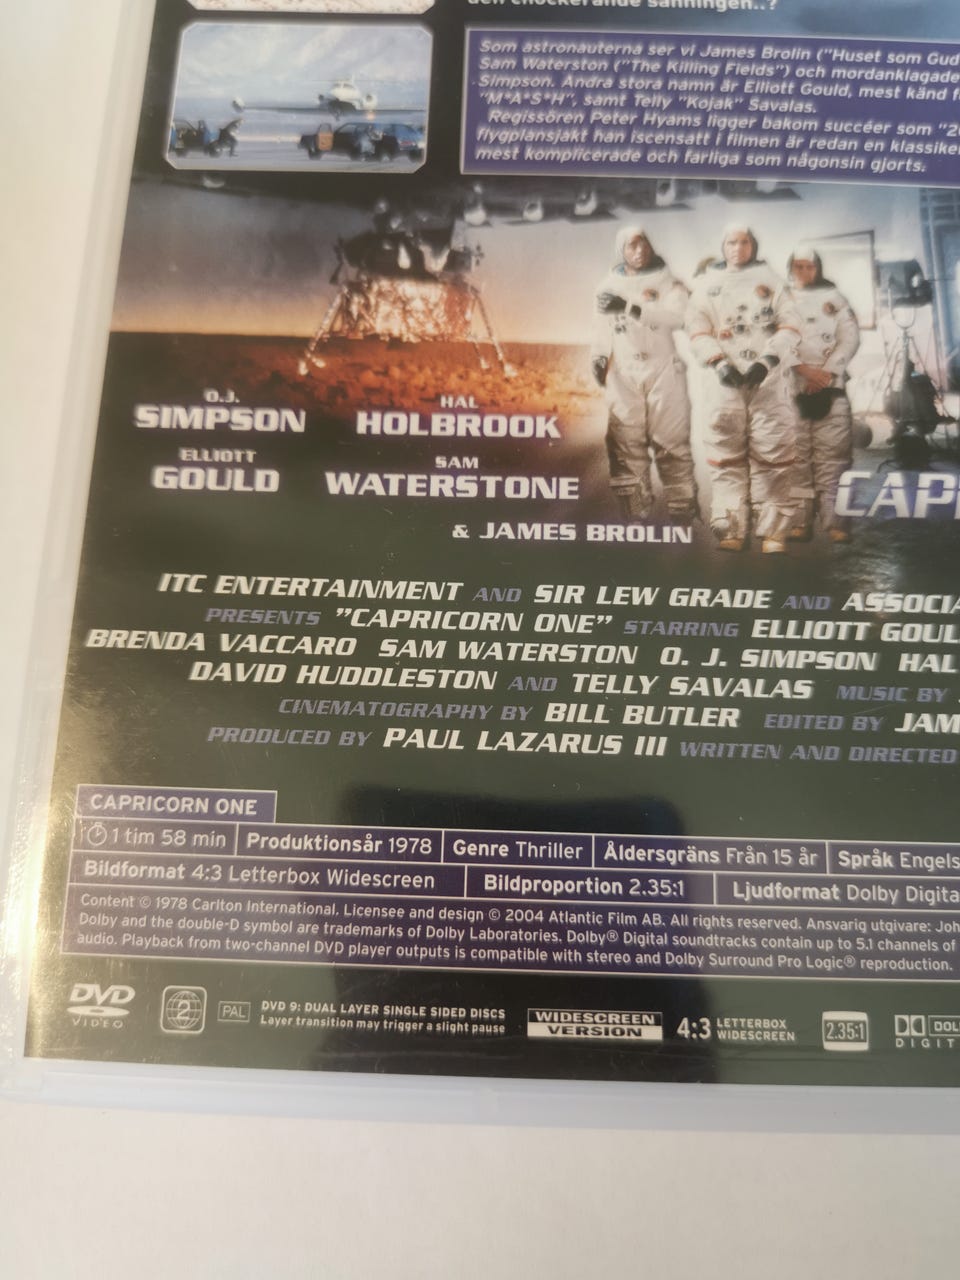 den chockerande sanningen..?
Som astronauterna ser vi James Brolin ("Huset som Gud
Sam Waterston ("The Killing Fields") och mordanklagade
Simpson. Andra stora namn är Elliott Gould, mest känd f
"M*A*S*H", samt Telly "Kojak" Savalas.
Regissören Peter Hyams ligger bakom succéer som "20
flygplansjakt han iscensatt i filmen är redan en klassiker
mest komplicerade och farliga som någonsin gjorts.
O.J.
SIMPSON
HAL
HOLBROOK
ELLIOTT
GOULD
SAM
WATERSTONE
& JAMES BROLIN
CAP
ITC ENTERTAINMENT AND SIR LEW GRADE AND ASSOCIA
PRESENTS "CAPRICORN ONE" STARRING ELLIOTT GOUL
BRENDA VACCARO SAM WATERSTON O. J. SIMPSON HAL
DAVID HUDDLESTON AND TELLY SAVALAS MUSIC BY
CINEMATOGRAPHY BY BILL BUTLER EDITED BY JAM
PRODUCED BY PAUL LAZARUS III WRITTEN AND DIRECTED
CAPRICORN ONE
1 tim 58 min Produktionsår 1978 Genre Thriller Åldersgräns Från 15 år Språk Engels
Bildformat 4:3 Letterbox Widescreen Bildproportion 2.35:1 Ljudformat Dolby Digita
Content © 1978 Carlton International. Licensee and design © 2004 Atlantic Film AB. All rights reserved. Ansvarig utgivare: Joh
Dolby and the double-D symbol are trademarks of Dolby Laboratories. Dolby® Digital soundtracks contain up to 5.1 channels of
audio. Playback from two-channel DVD player outputs is compatible with stereo and Dolby Surround Pro Logic® reproduction.
DVD
VIDEO
2
PAL
DVD 9: DUAL LAYER SINGLE SIDED DISCS
Layer transition may trigger a slight pause
WIDESCREEN
VERSION
4:3 LETTERBOX
WIDESCREEN
2.35:1
DOL
DIGIT